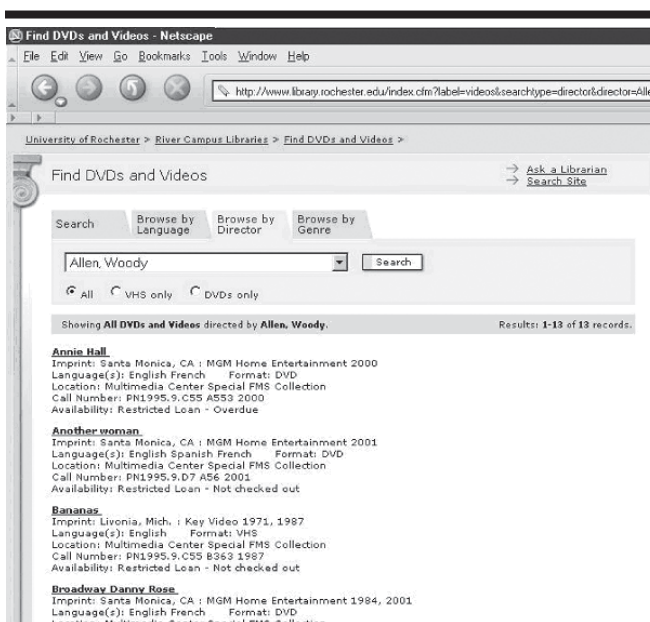 Find DVDs and Videos - Netscape
File Edit View Go Bookmarks Tools Window Help
http://www.library.rochester.edu/index.cfm?label=videos&searchtype=director&director=Alle
University of Rochester > River Campus Libraries > Find DVDs and Videos >
Find DVDs and Videos
→ Ask a Librarian
→ Search Site
Search
Browse by Language
Browse by Director
Browse by Genre
Allen, Woody
Search
All VHS only DVDs only
Showing All DVDs and Videos directed by Allen, Woody. Results: 1-13 of 13 records.
Annie Hall
Imprint: Santa Monica, CA : MGM Home Entertainment 2000
Language(s): English French Format: DVD
Location: Multimedia Center Special FMS Collection
Call Number: PN1995.9.C55 A553 2000
Availability: Restricted Loan - Overdue
Another woman
Imprint: Santa Monica, CA : MGM Home Entertainment 2001
Language(s): English Spanish French Format: DVD
Location: Multimedia Center Special FMS Collection
Call Number: PN1995.9.D7 A56 2001
Availability: Restricted Loan - Not checked out
Bananas
Imprint: Livonia, Mich. : Key Video 1971, 1987
Language(s): English Format: VHS
Location: Multimedia Center Special FMS Collection
Call Number: PN1995.9.C55 B363 1987
Availability: Restricted Loan - Not checked out
Broadway Danny Rose
Imprint: Santa Monica, CA : MGM Home Entertainment 1984, 2001
Language(s): English French Format: DVD
Location: Multimedia Center Special FMS Collection